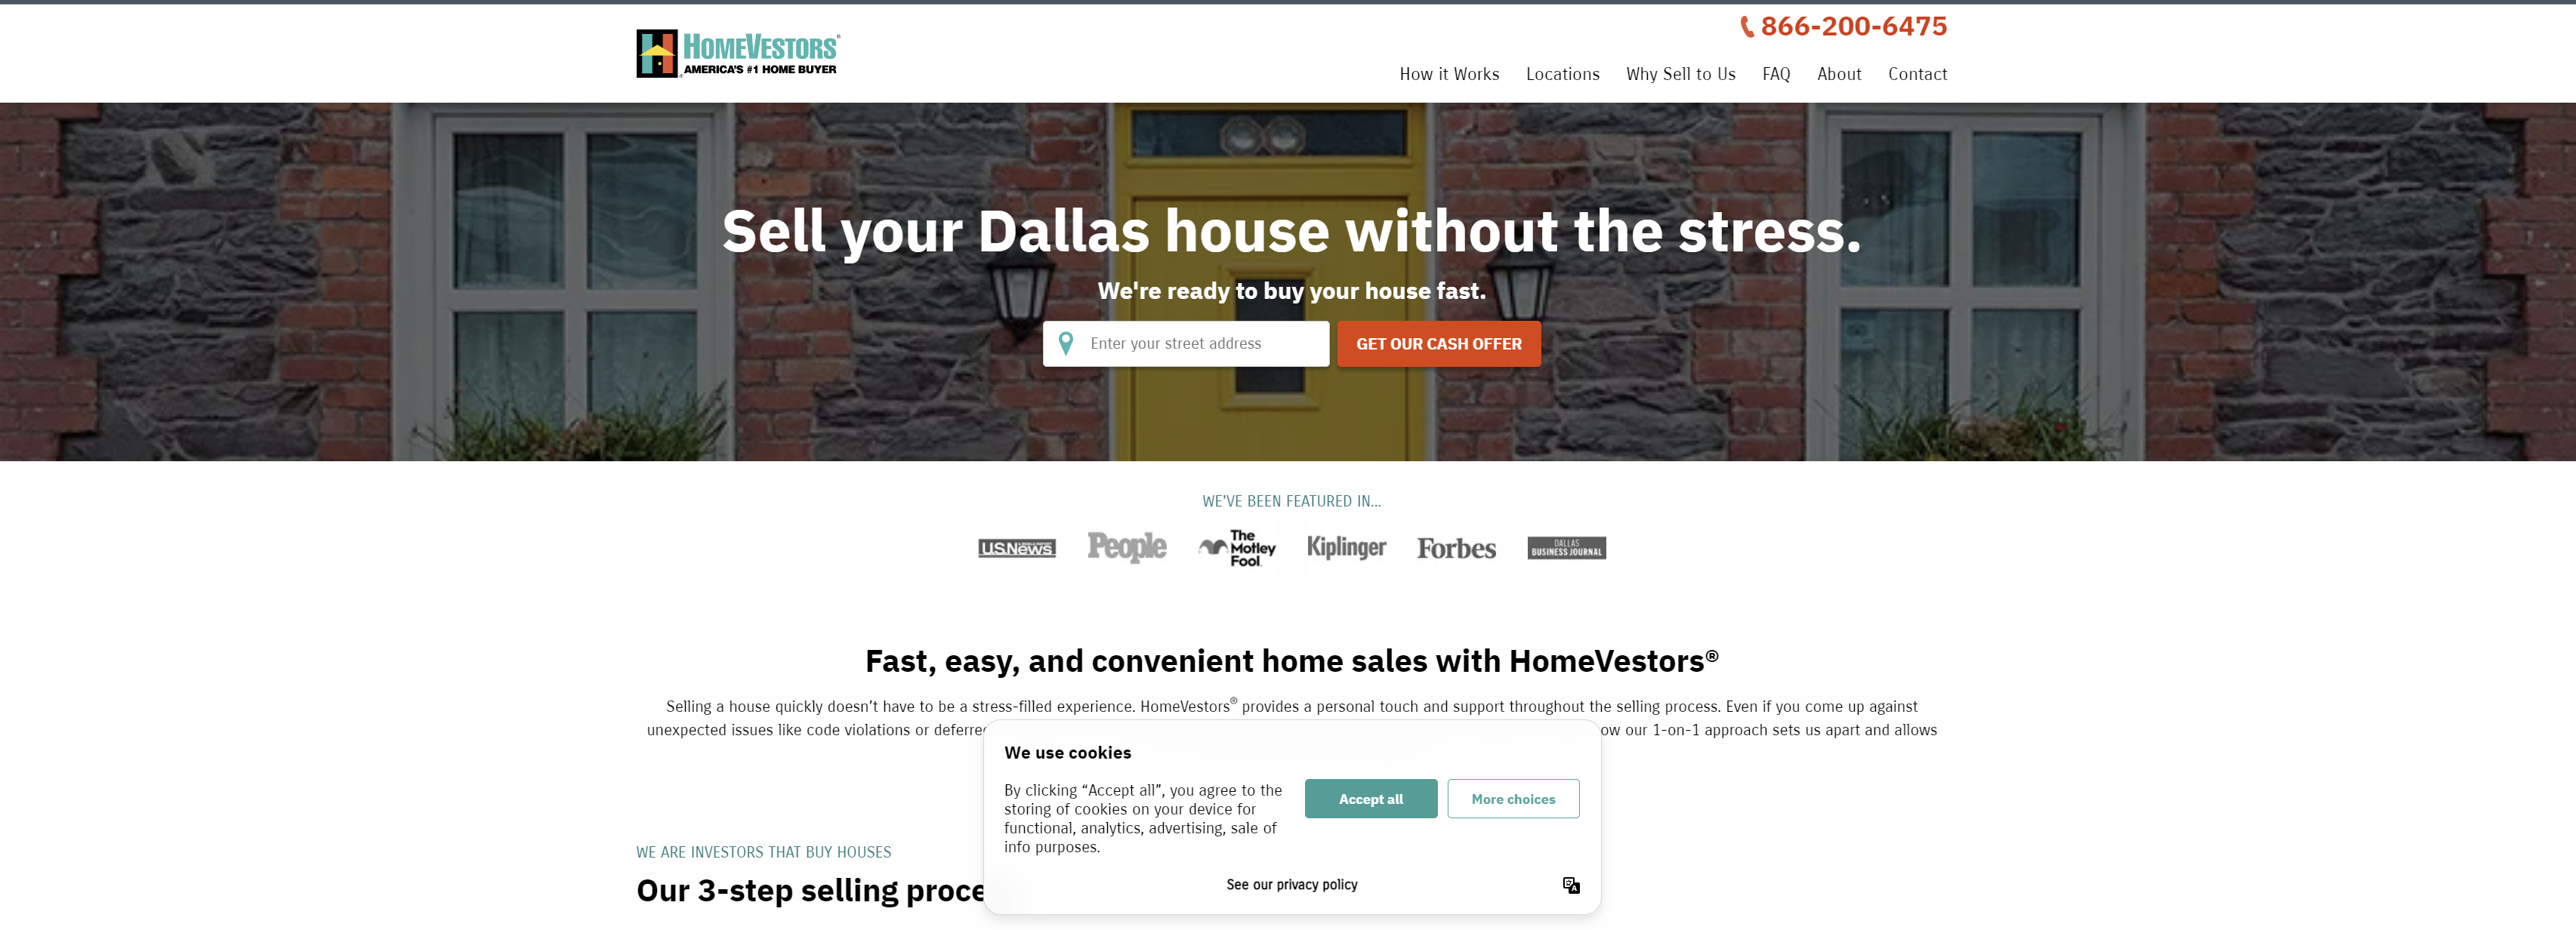 866-200-6475
HOMEVESTORS®
AMERICA'S #1 HOME BUYER
How it Works Locations Why Sell to Us FAQ About Contact
Sell your Dallas house without the stress.
We're ready to buy your house fast.
Enter your street address GET OUR CASH OFFER
WE'VE BEEN FEATURED IN...
U.S.News People The Motley Fool Kiplinger Forbes DALLAS BUSINESS JOURNAL
Fast, easy, and convenient home sales with HomeVestors®
Selling a house quickly doesn’t have to be a stress-filled experience. HomeVestors® provides a personal touch and support throughout the selling process. Even if you come up against
unexpected issues like code violations or our 1-on-1 approach sets us apart and allows
We use cookies
By clicking “Accept all”, you agree to the
storing of cookies on your device for
functional, analytics, advertising, sale of
info purposes.
Accept all More choices
See our privacy policy
WE ARE INVESTORS THAT BUY HOUSES
Our 3-step selling proce